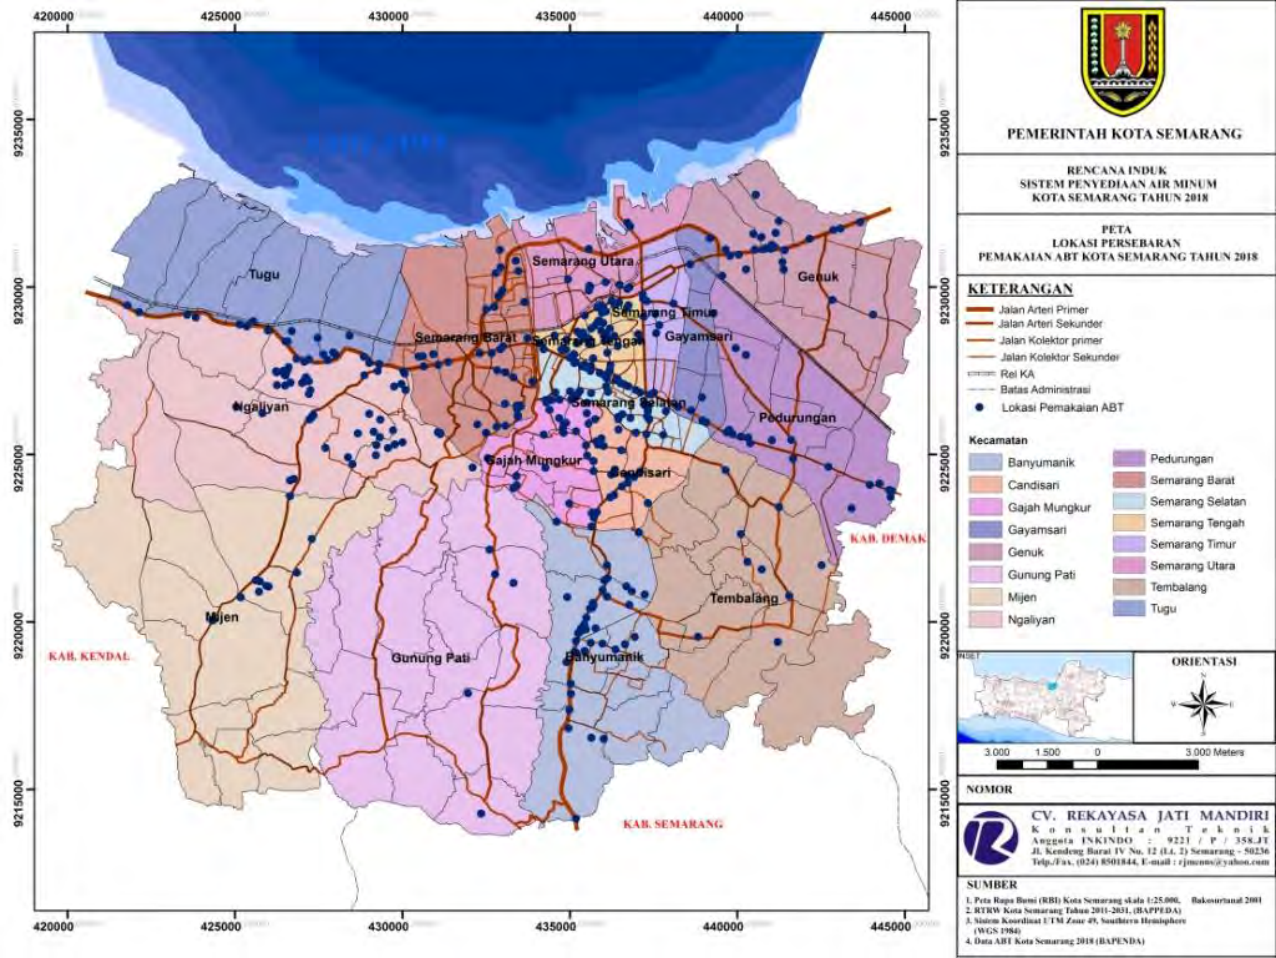 420000 425000 430000 435000 440000 445000
9235000 9230000 9225000 9220000 9215000
9235000 9230000 9225000 9220000 9215000
Tugu
Semarang Utara
Genuk
Semarang Timur
Semarang Barat
Semarang Tengah
Gayamsari
Ngaliyan
Semarang Selatan
Pedurungan
Gajah Mungkur
Candisari
KAB. DEMAK
Mijen
Tembalang
KAB. KENDAL
Gunung Pati
Banyumanik
KAB. SEMARANG
420000 425000 430000 435000 440000 445000
PEMERINTAH KOTA SEMARANG
RENCANA INDUK
SISTEM PENYEDIAAN AIR MINUM
KOTA SEMARANG TAHUN 2018
PETA
LOKASI PERSEBARAN
PEMAKAIAN ABT KOTA SEMARANG TAHUN 2018
KETERANGAN
Jalan Arteri Primer
Jalan Arteri Sekunder
Jalan Kolektor primer
Jalan Kolektor Sekunder
Rel KA
Batas Administrasi
Lokasi Pemakaian ABT
Kecamatan
Banyumanik
Candisari
Gajah Mungkur
Gayamsari
Genuk
Gunung Pati
Mijen
Ngaliyan
Pedurungan
Semarang Barat
Semarang Selatan
Semarang Tengah
Semarang Timur
Semarang Utara
Tembalang
Tugu
INSET
ORIENTASI
N
W E
S
3.000 1.500 0 3.000 Meters
NOMOR
CV. REKAYASA JATI MANDIRI
Konsultan Teknik
Anggota INKINDO : 9221 / P / 358.JT
Jl. Kendeng Barat IV No. 12 (Lt. 2) Semarang - 50236
Telp./Fax. (024) 8501844, E-mail : rjmcnus@yahoo.com
SUMBER
1. Peta Rupa Bumi (RBI) Kota Semarang skala 1:25.000, Bakosurtanal 2001
2. RTRW Kota Semarang Tahun 2011-2031, (BAPPEDA)
3. Sistem Koordinat UTM Zone 49, Southtern Hemisphere
(WGS 1984)
4. Data ABT Kota Semarang 2018 (BAPENDA)